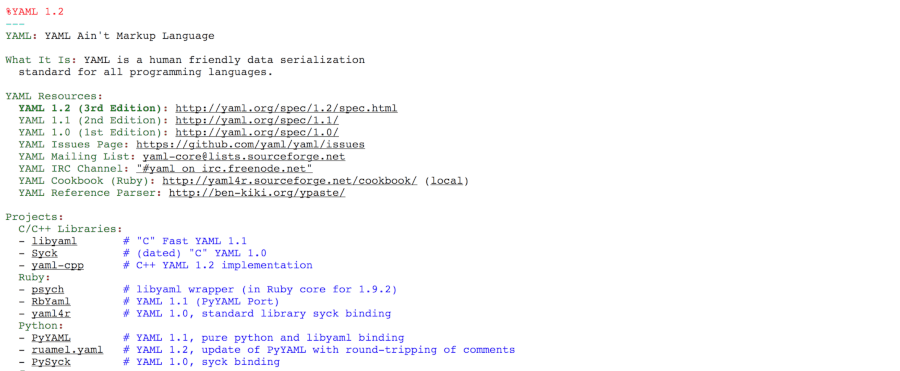 %YAML 1.2
---
YAML: YAML Ain't Markup Language

What It Is: YAML is a human friendly data serialization
  standard for all programming languages.

YAML Resources:
  YAML 1.2 (3rd Edition): http://yaml.org/spec/1.2/spec.html
  YAML 1.1 (2nd Edition): http://yaml.org/spec/1.1/
  YAML 1.0 (1st Edition): http://yaml.org/spec/1.0/
  YAML Issues Page: https://github.com/yaml/yaml/issues
  YAML Mailing List: yaml-core@lists.sourceforge.net
  YAML IRC Channel: "#yaml on irc.freenode.net"
  YAML Cookbook (Ruby): http://yaml4r.sourceforge.net/cookbook/ (local)
  YAML Reference Parser: http://ben-kiki.org/ypaste/

Projects:
  C/C++ Libraries:
  - libyaml       # "C" Fast YAML 1.1
  - Syck          # (dated) "C" YAML 1.0
  - yaml-cpp      # C++ YAML 1.2 implementation
  Ruby:
  - psych         # libyaml wrapper (in Ruby core for 1.9.2)
  - RbYaml        # YAML 1.1 (PyYAML Port)
  - yaml4r        # YAML 1.0, standard library syck binding
  Python:
  - PyYAML        # YAML 1.1, pure python and libyaml binding
  - ruamel.yaml   # YAML 1.2, update of PyYAML with round-tripping of comments
  - PySyck        # YAML 1.0, syck binding